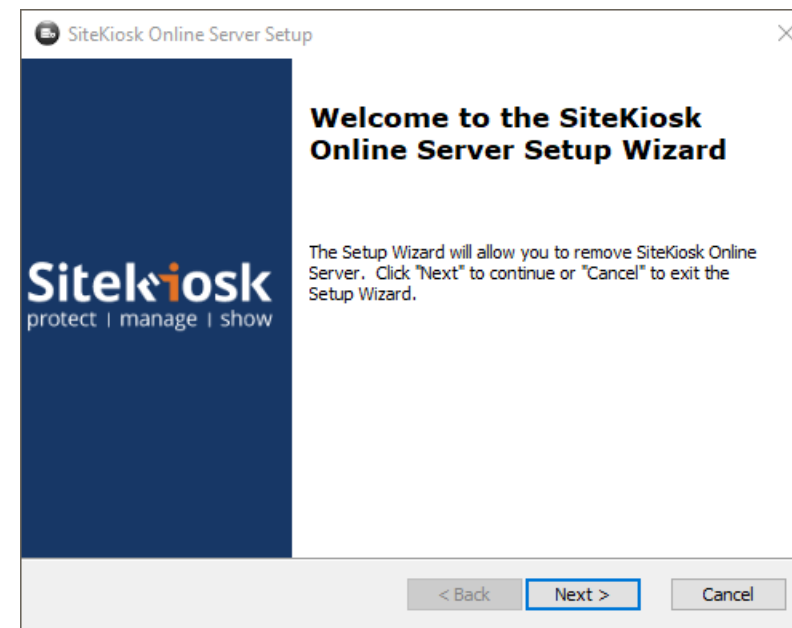 SiteKiosk Online Server Setup
Welcome to the SiteKiosk
Online Server Setup Wizard
The Setup Wizard will allow you to remove SiteKiosk Online
Server. Click "Next" to continue or "Cancel" to exit the
Setup Wizard.
Sitekiosk
protect | manage | show
< Back
Next >
Cancel